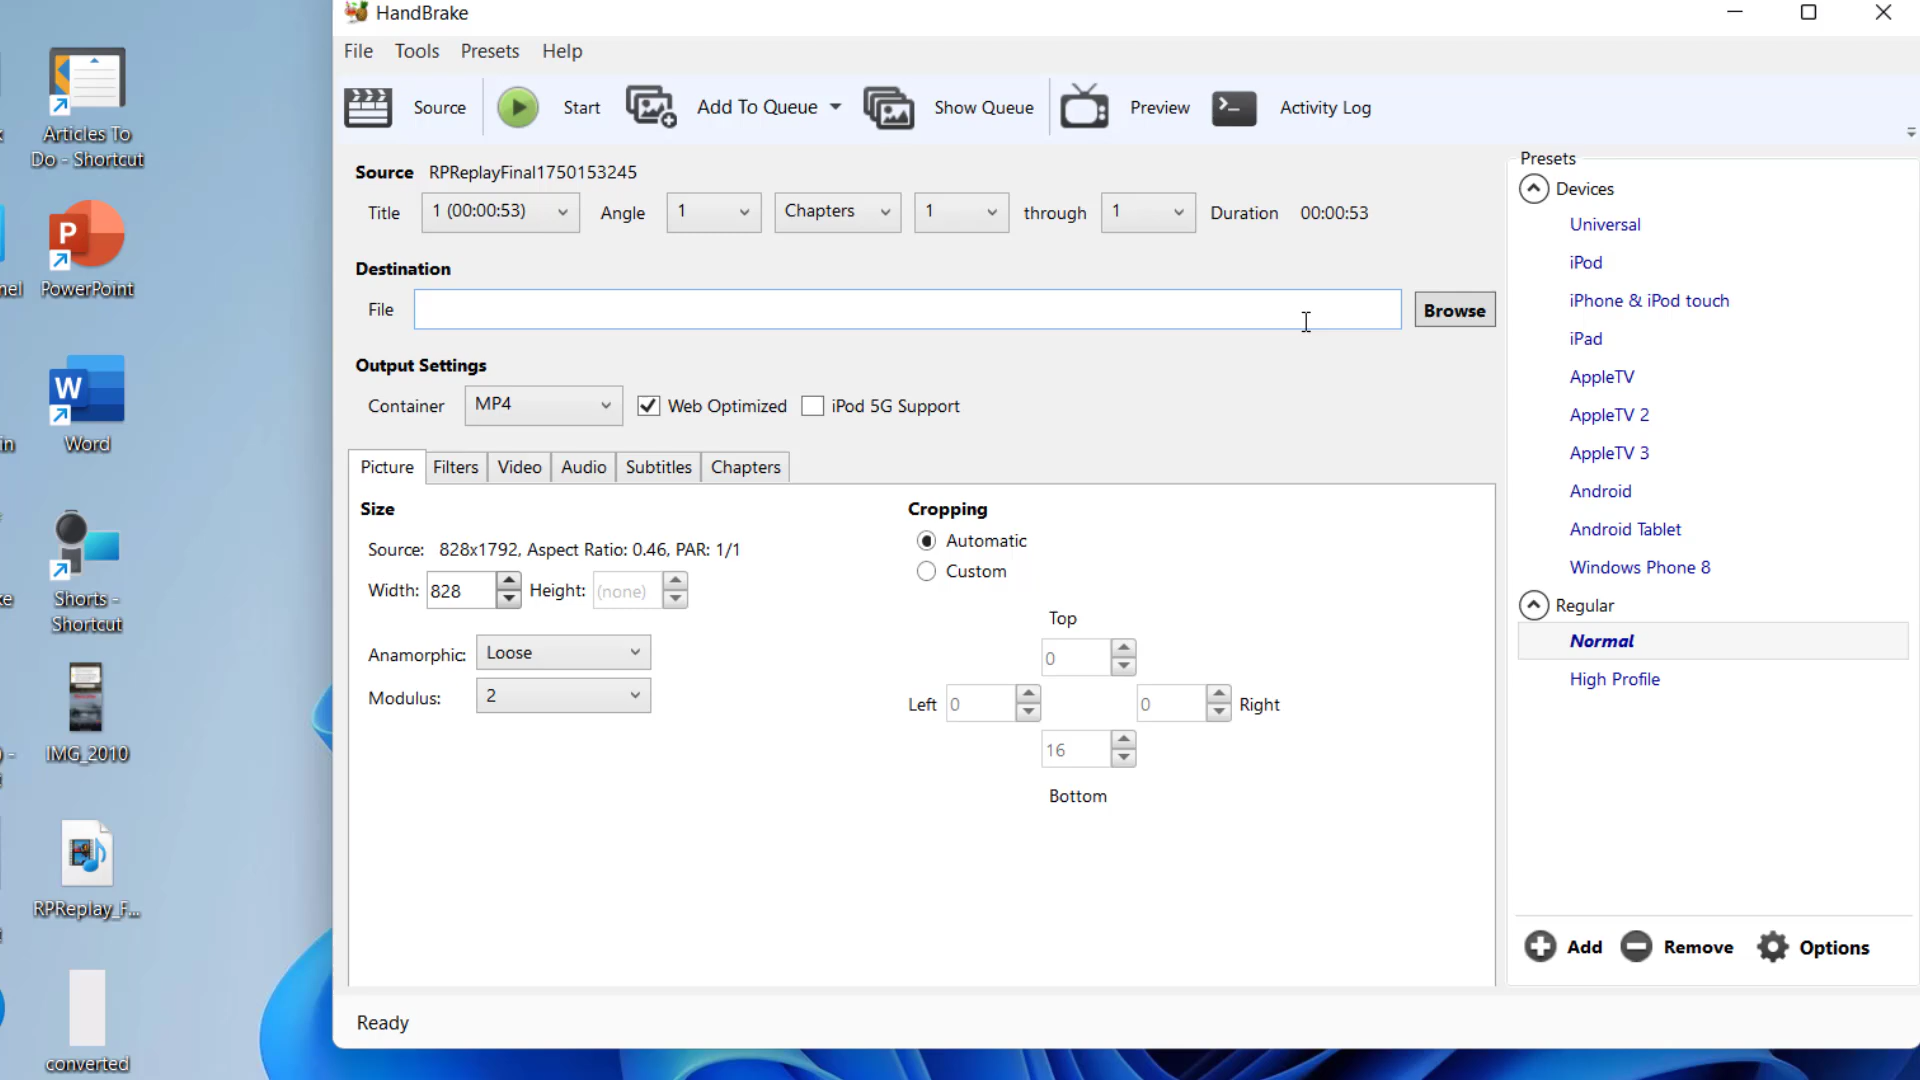 HandBrake
File Tools Presets Help
Source Start Add To Queue Show Queue Preview Activity Log
Source RPReplayFinal1750153245
Title 1 (00:00:53) Angle 1 Chapters 1 through 1 Duration 00:00:53
Destination
File Browse
Output Settings
Container MP4 Web Optimized iPod 5G Support
Picture Filters Video Audio Subtitles Chapters
Size
Source: 828x1792, Aspect Ratio: 0.46, PAR: 1/1
Width: 828 Height: (none)
Anamorphic: Loose
Modulus: 2
Cropping
Automatic
Custom
Top
0
Left 0 0 Right
16
Bottom
Presets
Devices
Universal
iPod
iPhone & iPod touch
iPad
AppleTV
AppleTV 2
AppleTV 3
Android
Android Tablet
Windows Phone 8
Regular
Normal
High Profile
Add Remove Options
Ready
Articles To
Do - Shortcut
P
PowerPoint
W
Word
Shorts -
Shortcut
IMG_2010
RPReplay_F...
converted